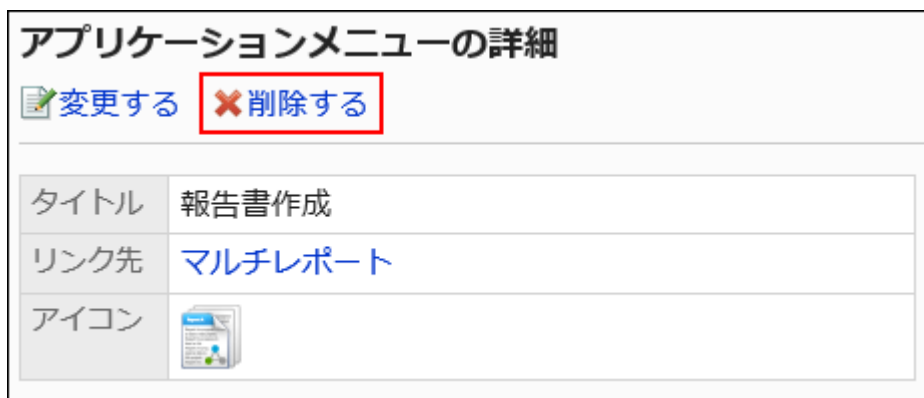 アプリケーションメニューの詳細
変更する 削除する
タイトル 報告書作成
リンク先 マルチレポート
アイコン